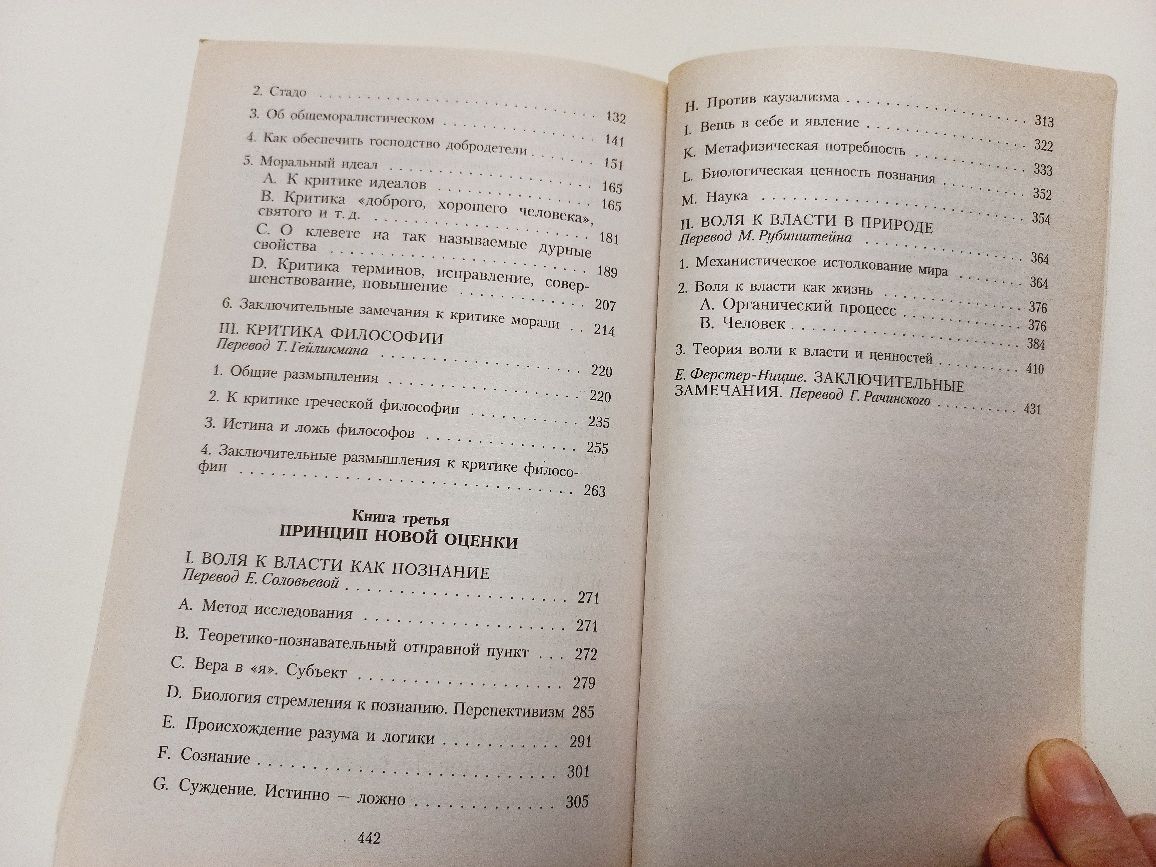 2. Стадо . . . . . . . . . . . . . . . . . . . . . . . . . . . . 132
3. Об общеморалистическом . . . . . . . . . . . . . . . 141
4. Как обеспечить господство добродетели . . . . . . . 151
5. Моральный идеал . . . . . . . . . . . . . . . . . . . . . 165
А. К критике идеалов . . . . . . . . . . . . . . . . . 165
В. Критика «доброго, хорошего человека»,
святого и т. д. . . . . . . . . . . . . . . . . . . . . . 181
С. О клевете на так называемые дурные
свойства . . . . . . . . . . . . . . . . . . . . . . . . . 189
D. Критика терминов, исправление, совер-
шенствование, повышение . . . . . . . . . . . . 207
6. Заключительные замечания к критике морали . . 214
III. КРИТИКА ФИЛОСОФИИ
Перевод Т. Гейликмана . . . . . . . . . . . . . . . . . . . . 220
1. Общие размышления . . . . . . . . . . . . . . . . . . . 220
2. К критике греческой философии . . . . . . . . . . . 235
3. Истина и ложь философов . . . . . . . . . . . . . . . 255
4. Заключительные размышления к критике филосо-
фии . . . . . . . . . . . . . . . . . . . . . . . . . . . . . . . 263
Книга третья
ПРИНЦИП НОВОЙ ОЦЕНКИ
I. ВОЛЯ К ВЛАСТИ КАК ПОЗНАНИЕ
Перевод Е. Соловьевой . . . . . . . . . . . . . . . . . . . . 271
А. Метод исследования . . . . . . . . . . . . . . . . . . 271
В. Теоретико-познавательный отправной пункт . . . 272
С. Вера в «я». Субъект . . . . . . . . . . . . . . . . . . 279
D. Биология стремления к познанию. Перспективизм 285
Е. Происхождение разума и логики . . . . . . . . . . . 291
F. Сознание . . . . . . . . . . . . . . . . . . . . . . . . . . 301
G. Суждение. Истинно — ложно . . . . . . . . . . . . . 305
442
Н. Против каузализма . . . . . . . . . . . . . . . . . . . 313
I. Вещь в себе и явление . . . . . . . . . . . . . . . . . 322
К. Метафизическая потребность . . . . . . . . . . . . . 333
L. Биологическая ценность познания . . . . . . . . . . 352
М. Наука . . . . . . . . . . . . . . . . . . . . . . . . . . . . 354
II. ВОЛЯ К ВЛАСТИ В ПРИРОДЕ
Перевод М. Рубинштейна . . . . . . . . . . . . . . . . . . 364
1. Механистическое истолкование мира . . . . . . . . 364
2. Воля к власти как жизнь . . . . . . . . . . . . . . . . 376
А. Органический процесс . . . . . . . . . . . . . . . 376
В. Человек . . . . . . . . . . . . . . . . . . . . . . . . . 384
3. Теория воли к власти и ценностей . . . . . . . . . . 410
Е. Ферстер-Ницше. ЗАКЛЮЧИТЕЛЬНЫЕ
ЗАМЕЧАНИЯ. Перевод Г. Рачинского . . . . . . . . . . 431